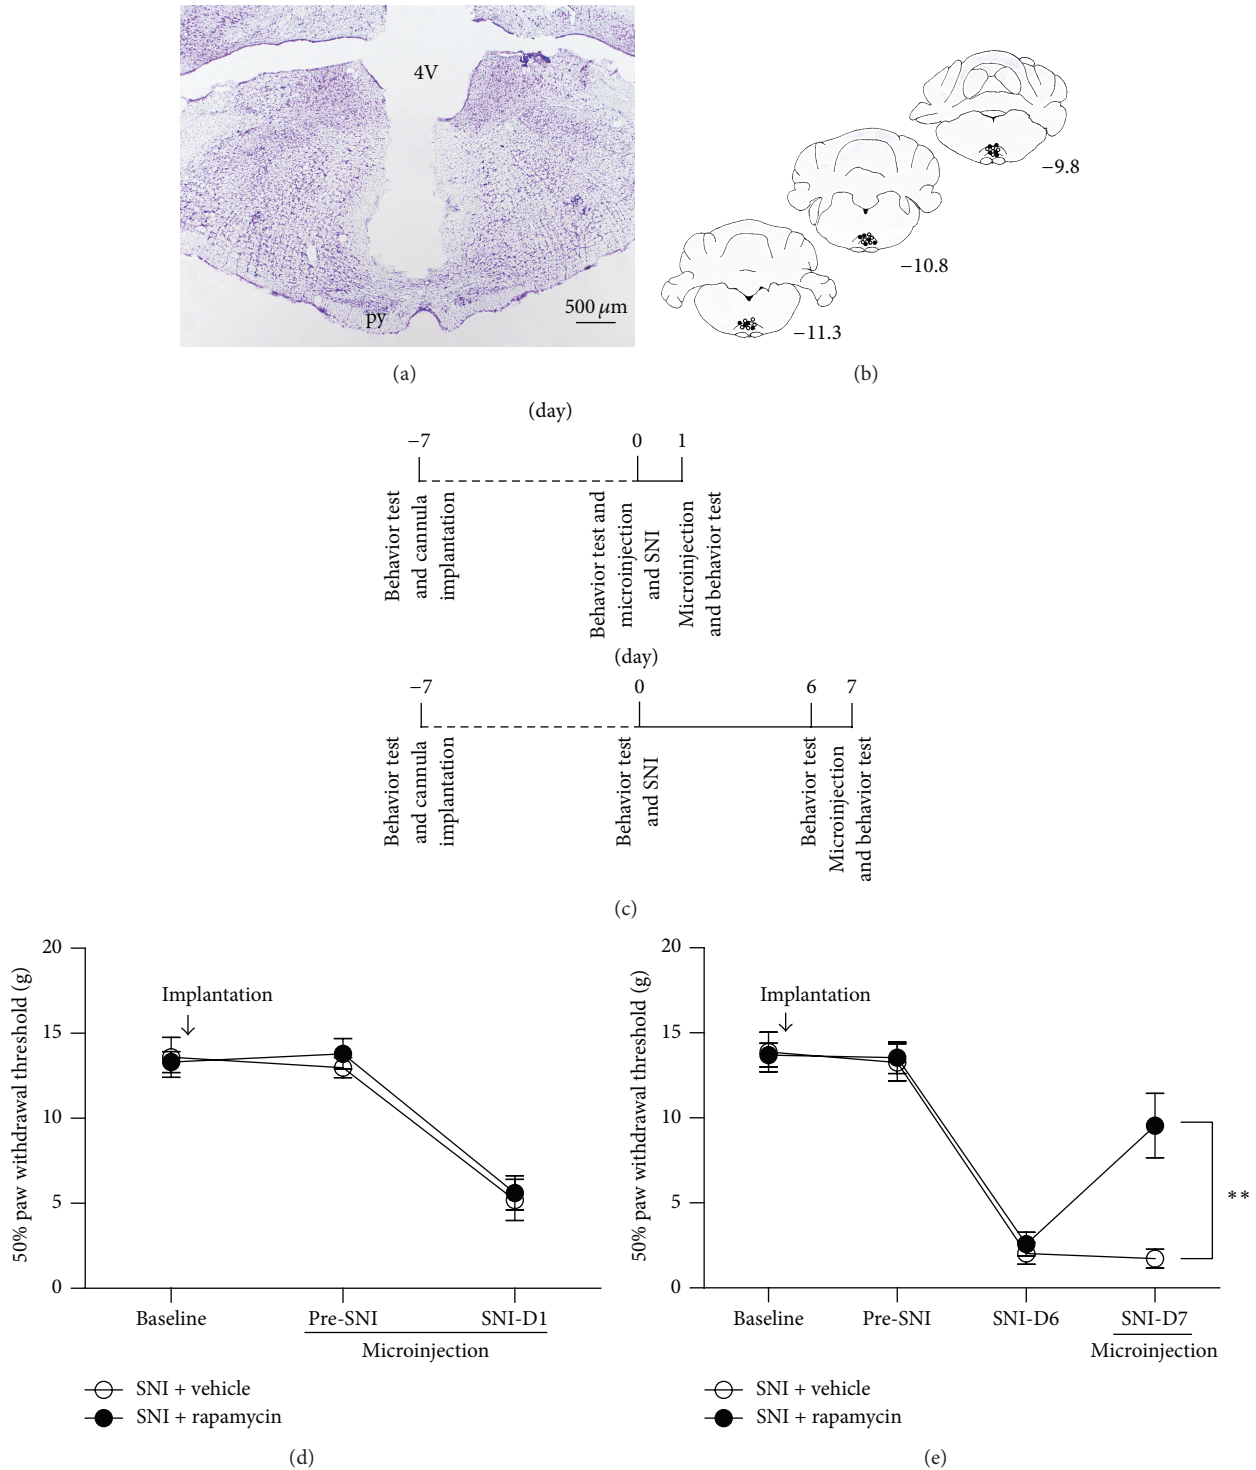 4V
py
500 μm
(a)
−9.8
−10.8
−11.3
(b)
(day)
−7
0
1
Behavior test
and cannula
implantation
Behavior test and
microinjection
and SNI
Microinjection
and behavior test
(day)
−7
0
6
7
Behavior test
and cannula
implantation
Behavior test
and SNI
Behavior test
Microinjection
and behavior test
(c)
50% paw withdrawal threshold (g)
20
15
10
5
0
Implantation
Baseline
Pre-SNI
SNI-D1
Microinjection
SNI + vehicle
SNI + rapamycin
(d)
50% paw withdrawal threshold (g)
20
15
10
5
0
Implantation
**
Baseline
Pre-SNI
SNI-D6
SNI-D7
Microinjection
SNI + vehicle
SNI + rapamycin
(e)